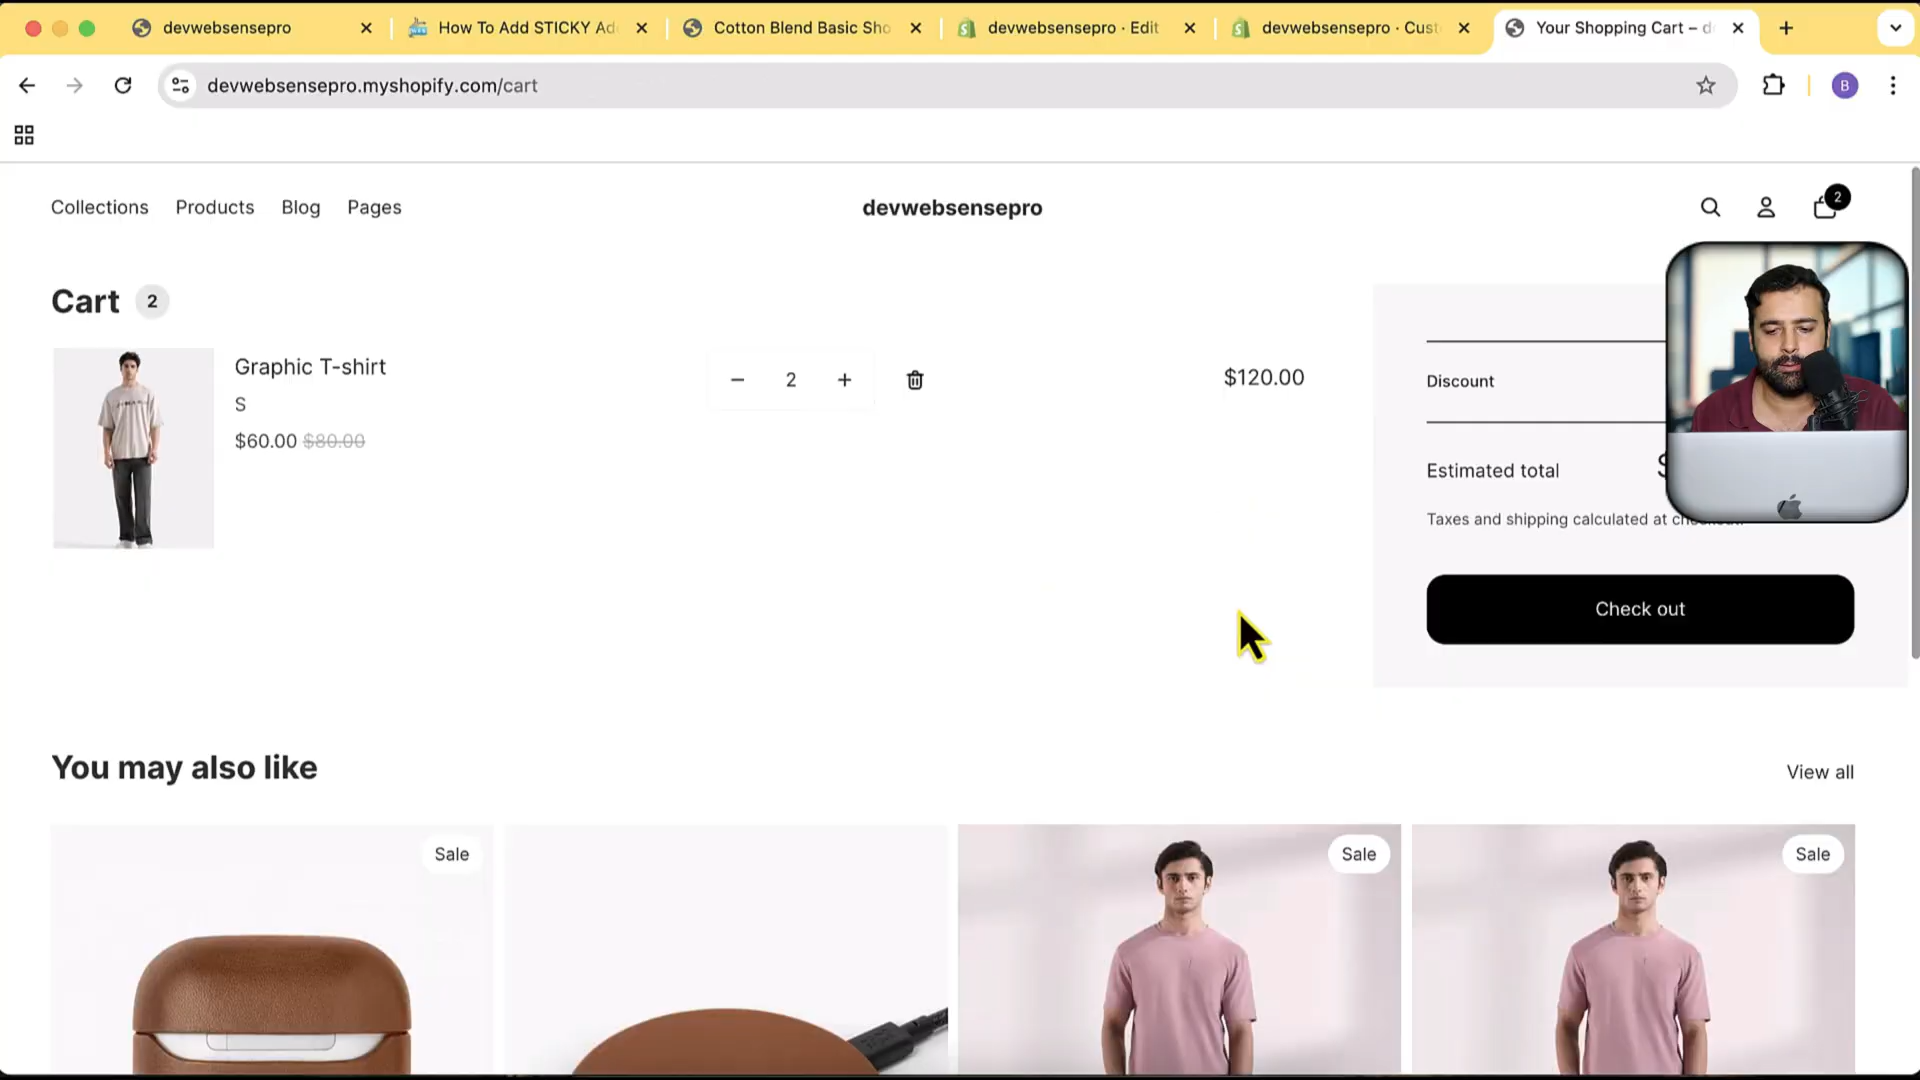 devwebsensepro
How To Add STICKY Ad
Cotton Blend Basic Sho
devwebsensepro · Edit
devwebsensepro · Cust
Your Shopping Cart – d
devwebsensepro.myshopify.com/cart
B
Collections
Products
Blog
Pages
devwebsensepro
2
Cart 2
Graphic T-shirt
S
$60.00 $80.00
2
$120.00
Discount
Estimated total
$
Taxes and shipping calculated at checkout.
Check out
You may also like
View all
Sale
Sale
Sale